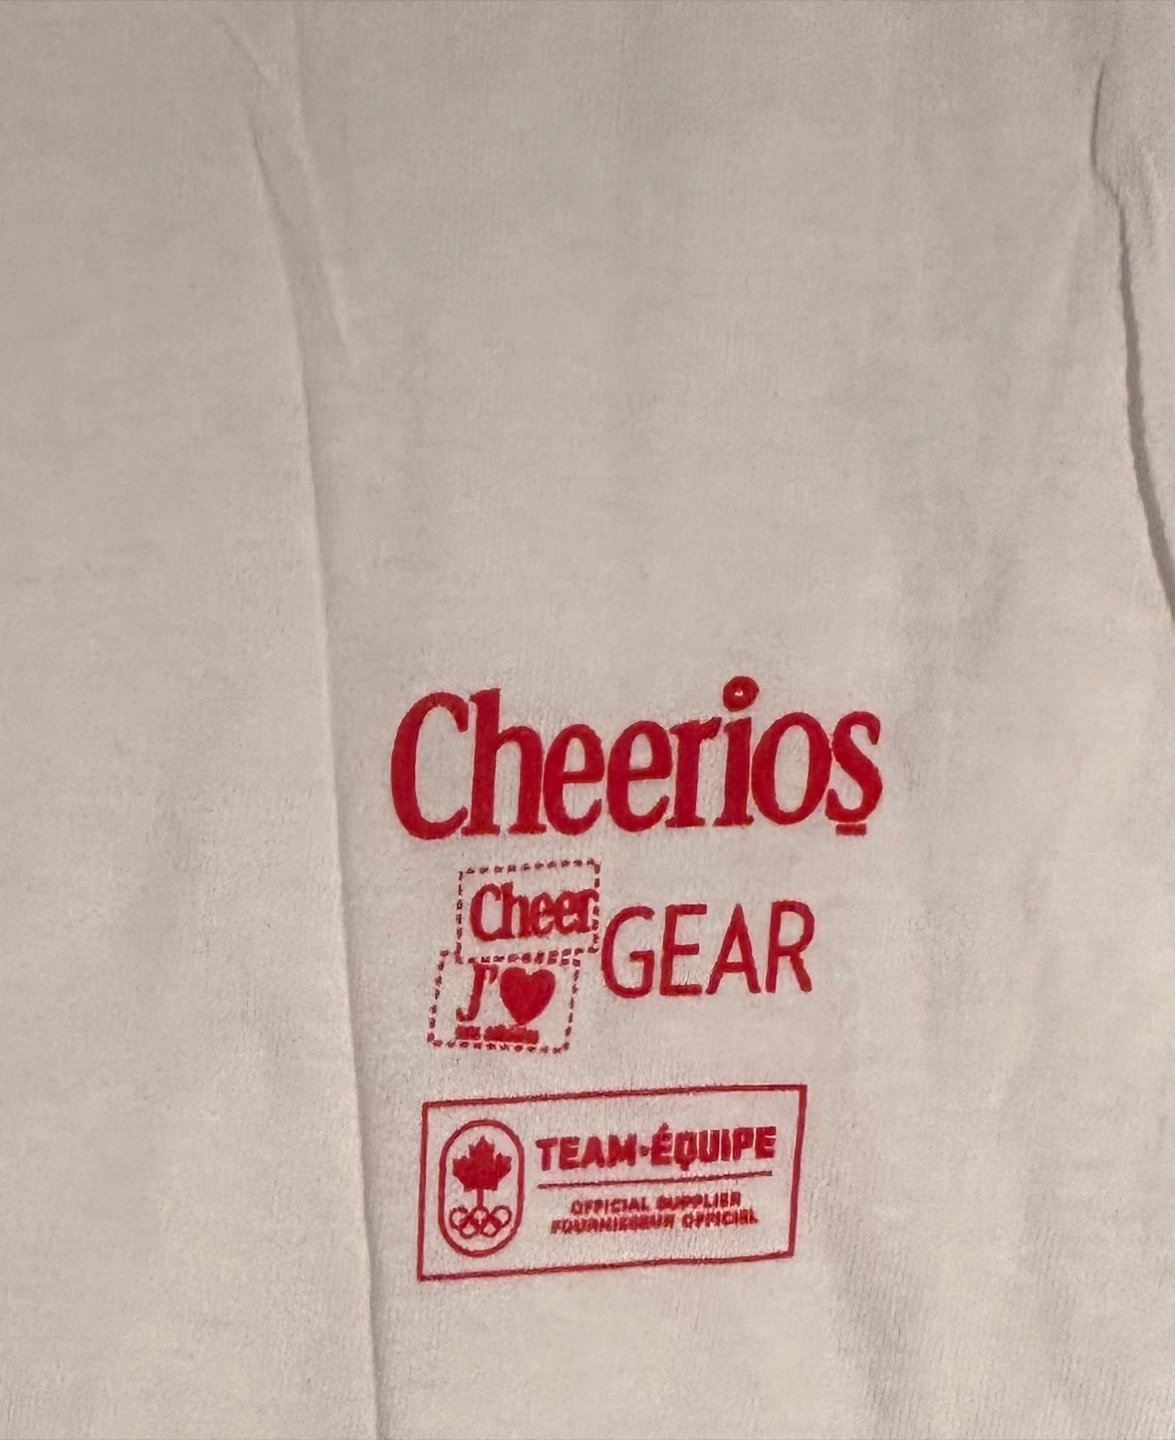 Cheerios
Cheer
GEAR
J'♥
TEAM·ÉQUIPE
OFFICIAL SUPPLIER
FOURNISSEUR OFFICIEL